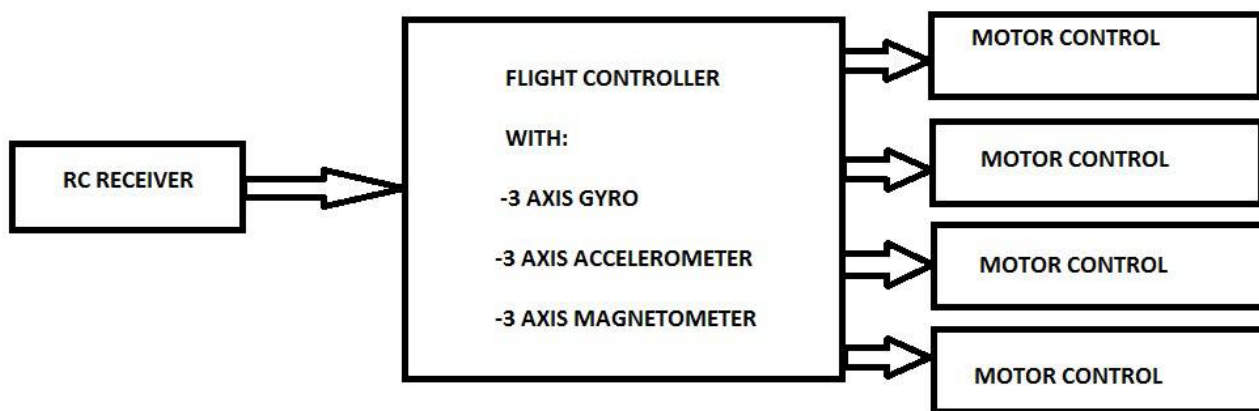 RC RECEIVER
FLIGHT CONTROLLER
WITH:
-3 AXIS GYRO
-3 AXIS ACCELEROMETER
-3 AXIS MAGNETOMETER
MOTOR CONTROL
MOTOR CONTROL
MOTOR CONTROL
MOTOR CONTROL